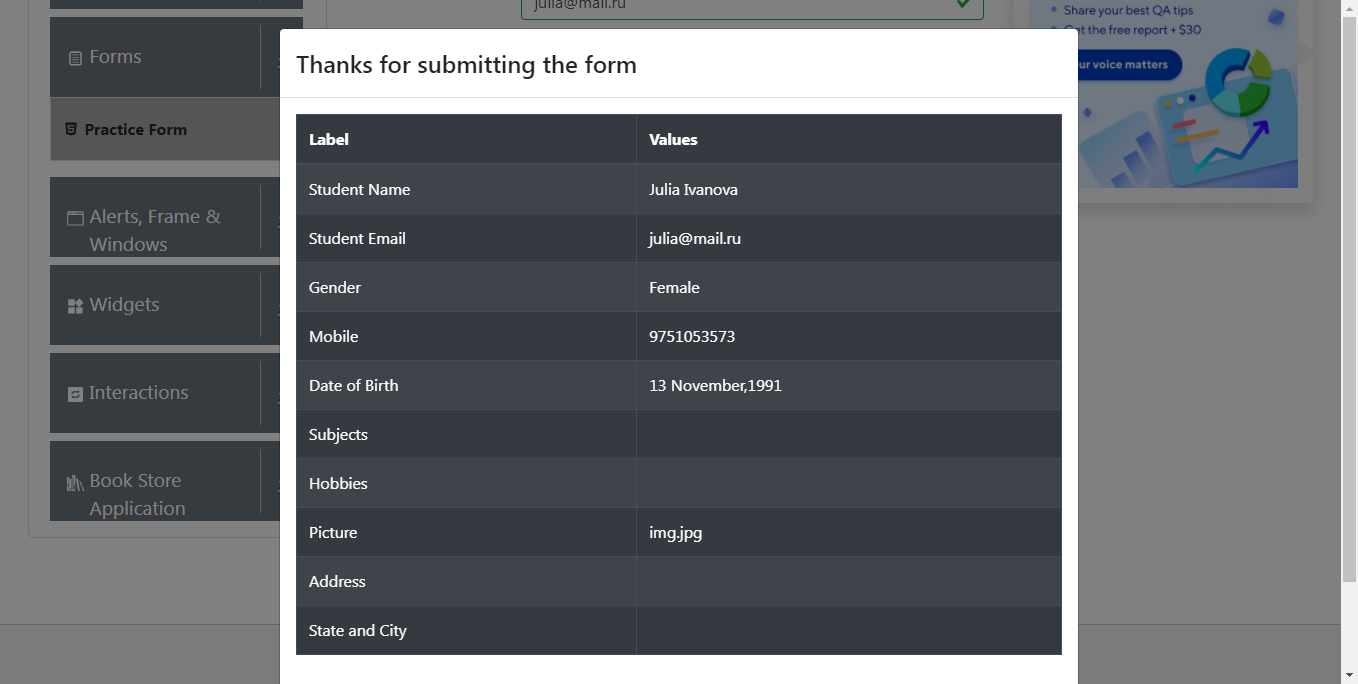 julia@mail.ru
Share your best QA tips
Get the free report + $30
ur voice matters
Forms
Practice Form
Alerts, Frame &
Windows
Widgets
Interactions
Book Store
Application
Thanks for submitting the form
Label Values
Student Name Julia Ivanova
Student Email julia@mail.ru
Gender Female
Mobile 9751053573
Date of Birth 13 November,1991
Subjects
Hobbies
Picture img.jpg
Address
State and City